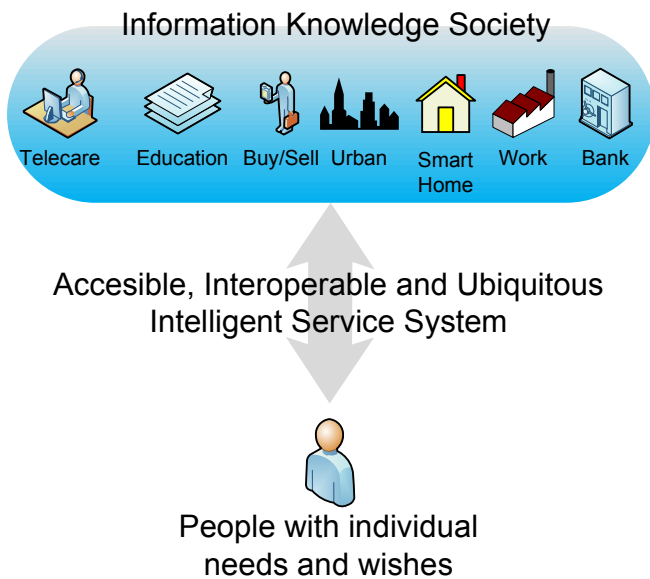 Information Knowledge Society
Telecare Education Buy/Sell Urban Smart Home Work Bank
Accesible, Interoperable and Ubiquitous
Intelligent Service System
People with individual
needs and wishes